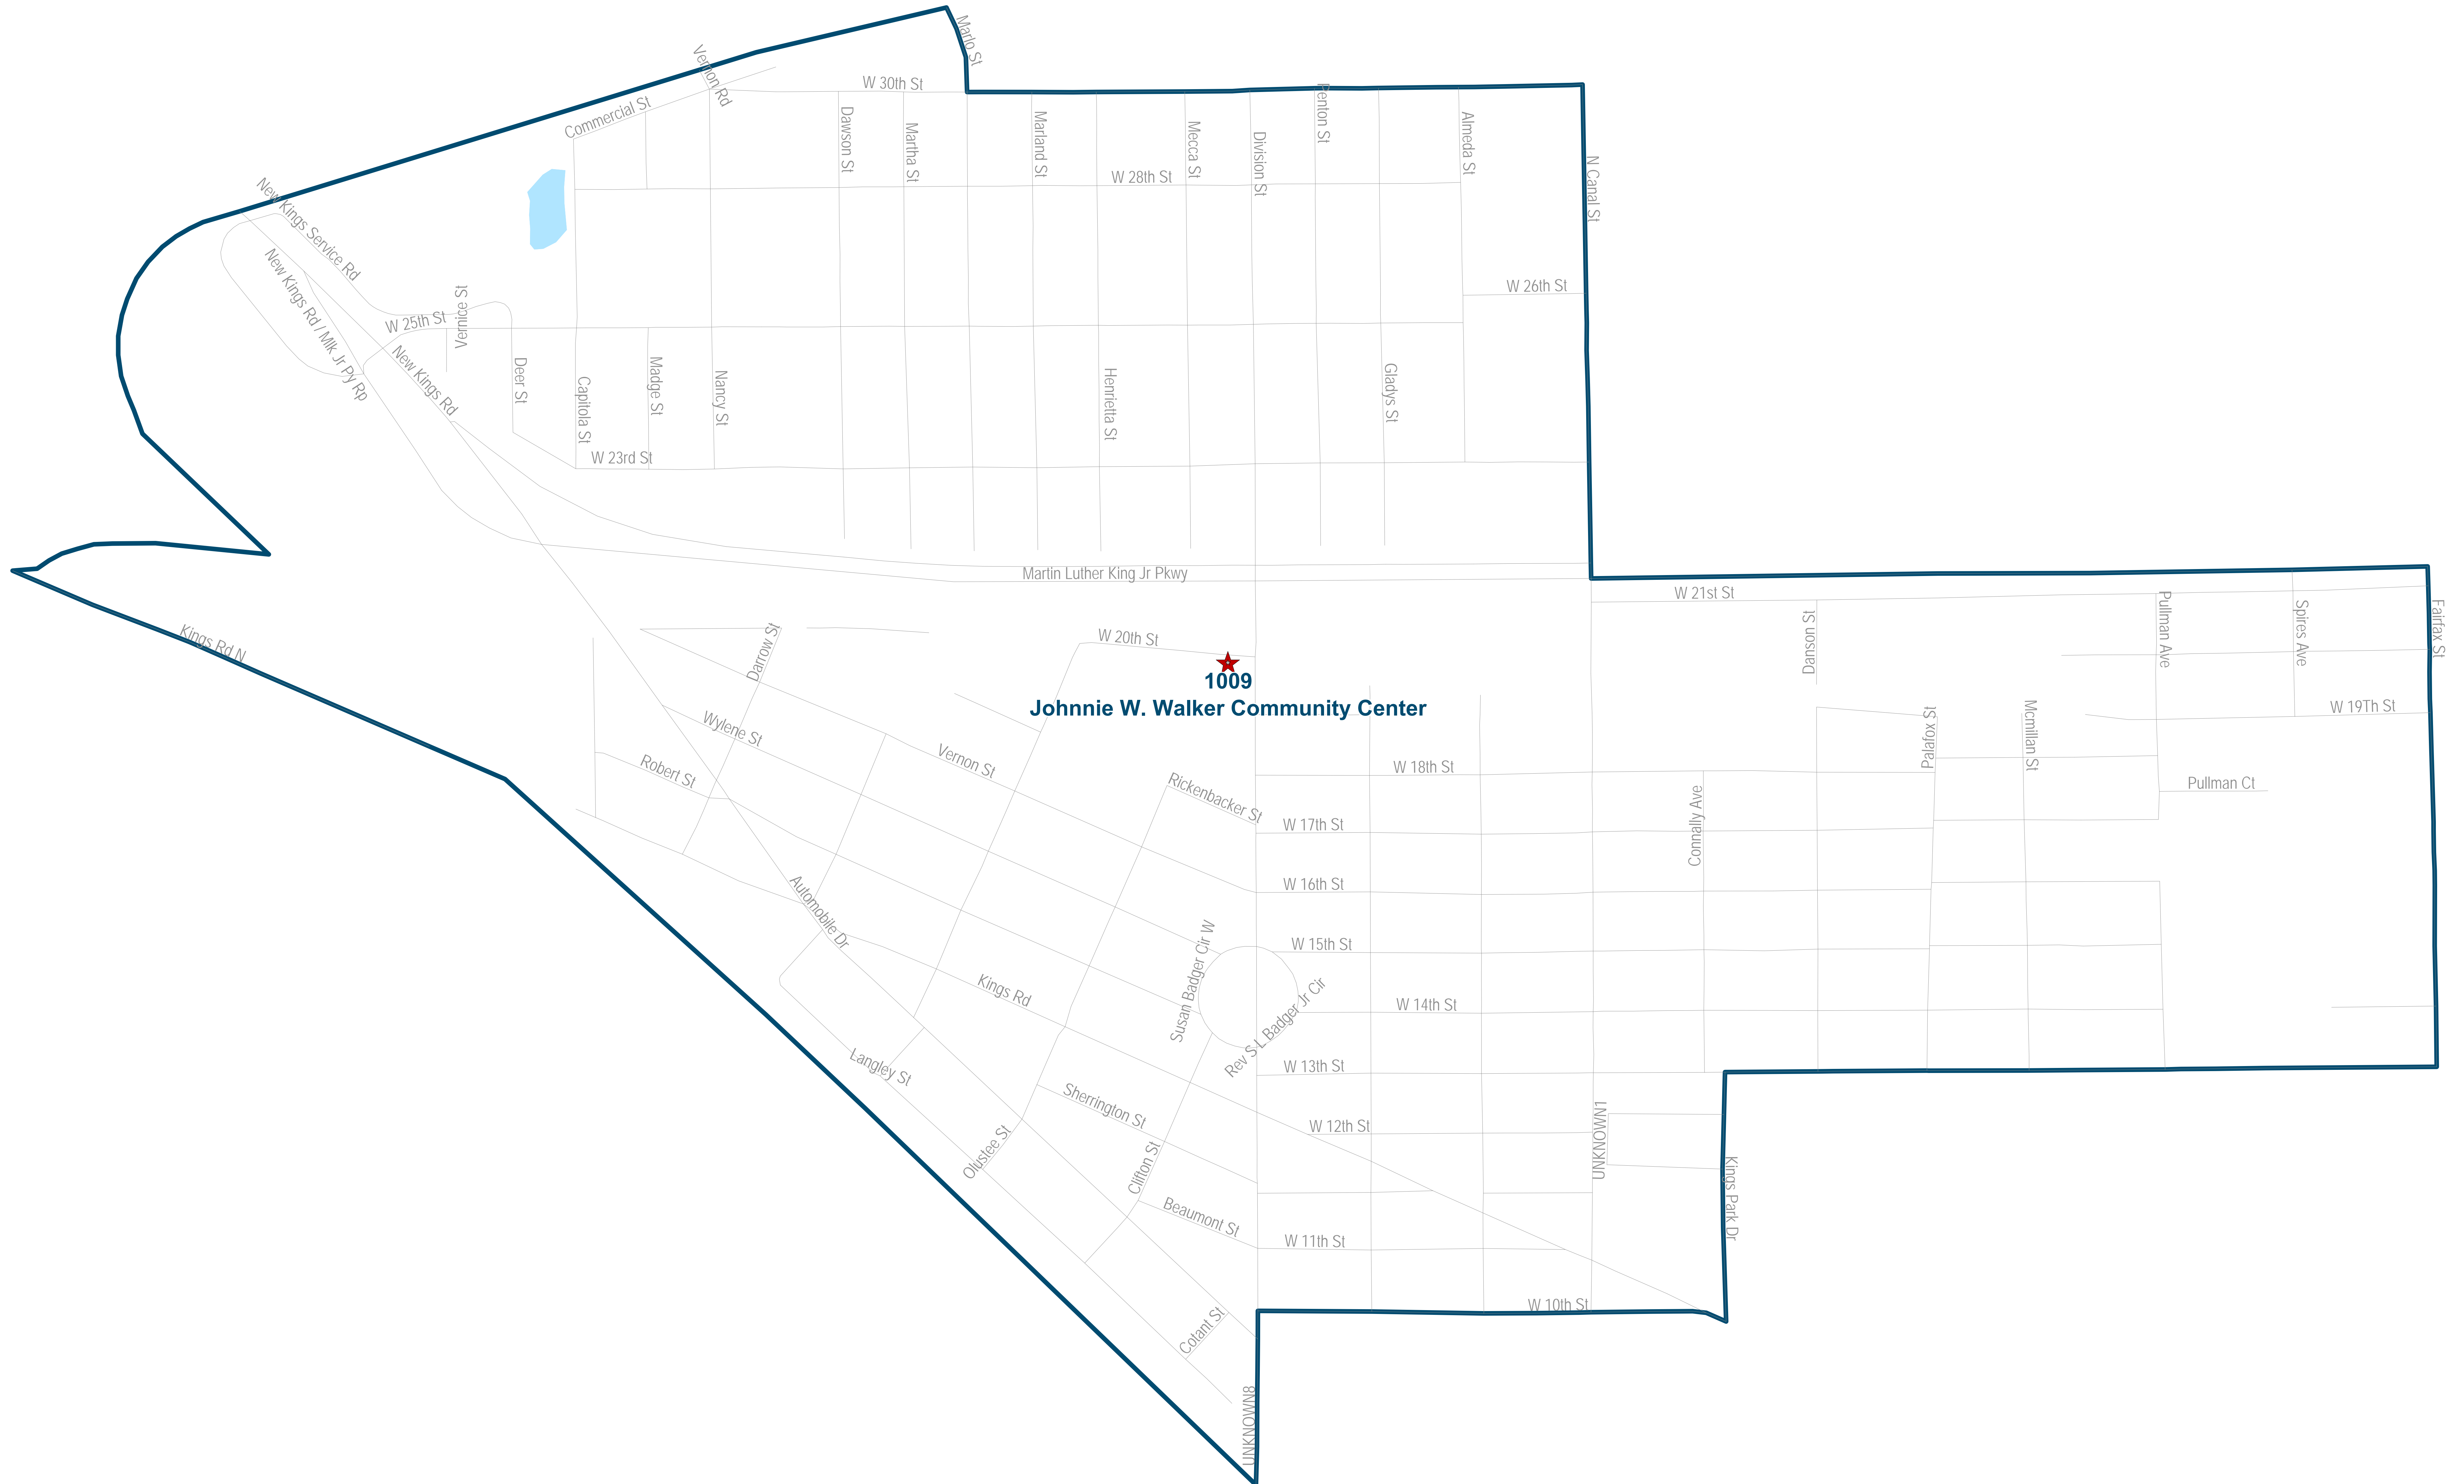 Marlo St
Vernon Rd
W 30th St
Commercial St
Dawson St
Martha St
Marland St
Mecca St
Division St
Almeda St
W 28th St
N Canal St
New Kings Service Rd
New Kings Rd / Mlk Jr Py Rp
W 26th St
Vernice St
W 25th St
New Kings Rd
Deer St
Capitola St
Madge St
Nancy St
Henrietta St
Gladys St
W 23rd St
Martin Luther King Jr Pkwy
W 21st St
Danson St
Pullman Ave
Spires Ave
Fairfax St
Kings Rd N
Darrow St
W 20th St
1009
Johnnie W. Walker Community Center
Wylene St
Robert St
Vernon St
Rickenbacker St
W 18th St
Palafox St
Mcmillan St
W 19Th St
Pullman Ct
W 17th St
Connally Ave
W 16th St
Automobile Dr
Susan Badger Cir W
W 15th St
Kings Rd
Rev S L Badger Jr Cir
W 14th St
Langley St
W 13th St
Sherrington St
W 12th St
UNKNOWN1
Olustee St
Clifton St
Kings Park Dr
Beaumont St
W 11th St
W 10th St
Cotant St
UNKNOWN8